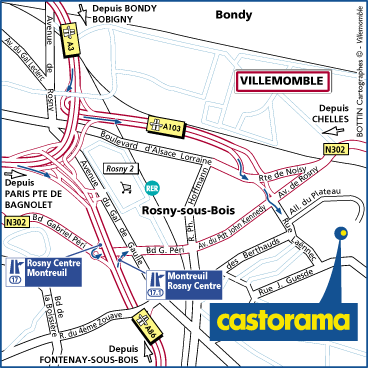 Depuis BONDY
BOBIGNY
Bondy
Avenue
de Rosny
Av. du Gal Leclerc
A3
VILLEMOMBLE
BOTTIN Cartographes © - Villemomble
A103
Depuis
CHELLES
N302
Boulevard d'Alsace Lorraine
Rosny 2
RER
Rte de Noisy
Av. de Rosny
All. du Plateau
Depuis
PARIS PTE DE
BAGNOLET
N302
Avenue du Gal de Gaulle
R. Ph. Hoffmann
Rosny-sous-Bois
Rue Laënnec
Bd Gabriel Péri
Bd G. Péri
Av. du Pdt John Kennedy
R. des Berthauds
Rue J. Guesde
Rosny Centre
Montreuil
17
Montreuil
Rosny Centre
17.1
castorama
Bd de
la Boissière
R. du 4ème Zouave
A86
Depuis
FONTENAY-SOUS-BOIS